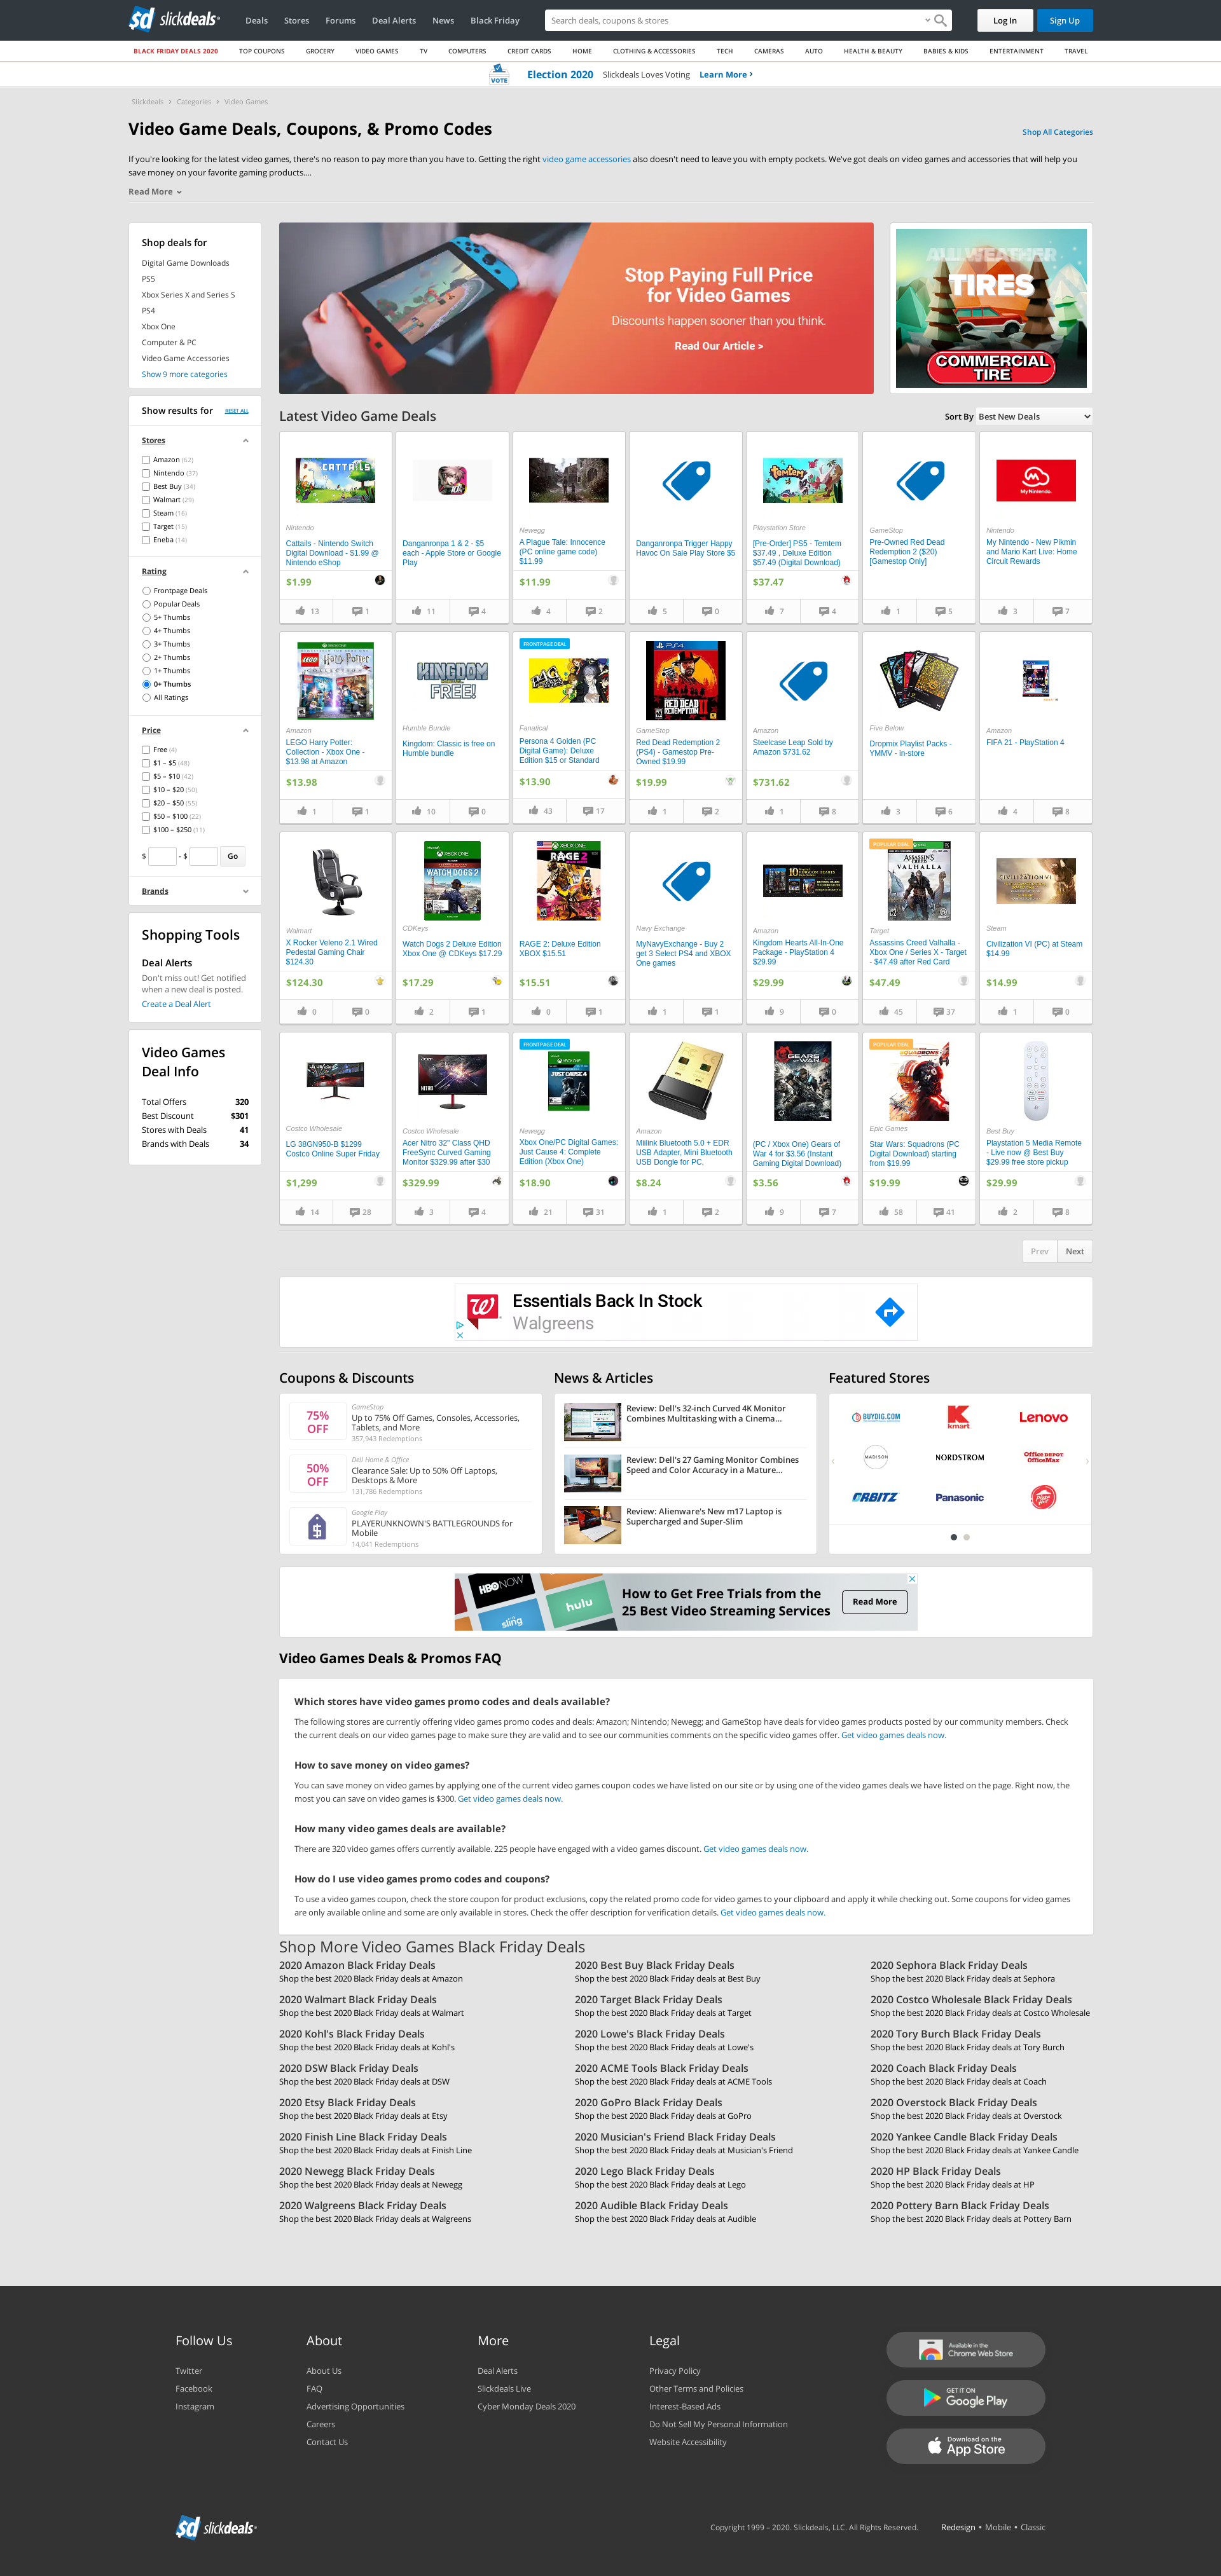 slickdeals
Deals Stores Forums Deal Alerts News Black Friday
Search deals, coupons & stores
Log In Sign Up
BLACK FRIDAY DEALS 2020 TOP COUPONS GROCERY VIDEO GAMES TV COMPUTERS CREDIT CARDS HOME CLOTHING & ACCESSORIES TECH CAMERAS AUTO HEALTH & BEAUTY BABIES & KIDS ENTERTAINMENT TRAVEL
VOTE Election 2020 Slickdeals Loves Voting Learn More ›
Slickdeals › Categories › Video Games
Video Game Deals, Coupons, & Promo Codes
Shop All Categories
If you're looking for the latest video games, there's no reason to pay more than you have to. Getting the right video game accessories also doesn't need to leave you with empty pockets. We've got deals on video games and accessories that will help you
save money on your favorite gaming products....
Read More
Shop deals for
Digital Game Downloads
PS5
Xbox Series X and Series S
PS4
Xbox One
Computer & PC
Video Game Accessories
Show 9 more categories
Stop Paying Full Price
for Video Games
Discounts happen sooner than you think.
Read Our Article >
ALL WEATHER
TIRES
COMMERCIAL
TIRE
Show results for RESET ALL
Stores
Amazon (62)
Nintendo (37)
Best Buy (34)
Walmart (29)
Steam (16)
Target (15)
Eneba (14)
Rating
Frontpage Deals
Popular Deals
5+ Thumbs
4+ Thumbs
3+ Thumbs
2+ Thumbs
1+ Thumbs
0+ Thumbs
All Ratings
Price
Free (4)
$1 – $5 (48)
$5 – $10 (42)
$10 – $20 (50)
$20 – $50 (55)
$50 – $100 (22)
$100 – $250 (11)
$ - $ Go
Brands
Shopping Tools
Deal Alerts
Don't miss out! Get notified
when a new deal is posted.
Create a Deal Alert
Video Games
Deal Info
Total Offers 320
Best Discount $301
Stores with Deals 41
Brands with Deals 34
Latest Video Game Deals
Sort By Best New Deals
CATTAILS
Nintendo
Cattails - Nintendo Switch
Digital Download - $1.99 @
Nintendo eShop
$1.99
13 1
Danganronpa 1 & 2 - $5
each - Apple Store or Google
Play
11 4
Newegg
A Plague Tale: Innocence
(PC online game code)
$11.99
$11.99
4 2
Danganronpa Trigger Happy
Havoc On Sale Play Store $5
5 0
temtem
Playstation Store
[Pre-Order] PS5 - Temtem
$37.49 , Deluxe Edition
$57.49 (Digital Download)
$37.47
7 4
GameStop
Pre-Owned Red Dead
Redemption 2 ($20)
[Gamestop Only]
1 5
My Nintendo
Nintendo
My Nintendo - New Pikmin
and Mario Kart Live: Home
Circuit Rewards
3 7
LEGO Harry Potter
Amazon
LEGO Harry Potter:
Collection - Xbox One -
$13.98 at Amazon
$13.98
1 1
KINGDOM
FREE!
Humble Bundle
Kingdom: Classic is free on
Humble bundle
10 0
FRONTPAGE DEAL
P4G
Fanatical
Persona 4 Golden (PC
Digital Game): Deluxe
Edition $15 or Standard
$13.90
43 17
PS4
RED DEAD
REDEMPTION
II
GameStop
Red Dead Redemption 2
(PS4) - Gamestop Pre-
Owned $19.99
$19.99
1 2
Amazon
Steelcase Leap Sold by
Amazon $731.62
$731.62
1 8
Five Below
Dropmix Playlist Packs -
YMMV - in-store
3 6
Amazon
FIFA 21 - PlayStation 4
4 8
Walmart
X Rocker Veleno 2.1 Wired
Pedestal Gaming Chair
$124.30
$124.30
0 0
XBOX ONE
WATCH DOGS 2
CDKeys
Watch Dogs 2 Deluxe Edition
Xbox One @ CDKeys $17.29
$17.29
2 1
XBOX ONE
RAGE 2
RAGE 2: Deluxe Edition
XBOX $15.51
$15.51
0 1
Navy Exchange
MyNavyExchange - Buy 2
get 3 Select PS4 and XBOX
One games
1 1
10 KINGDOM HEARTS
Amazon
Kingdom Hearts All-In-One
Package - PlayStation 4
$29.99
$29.99
9 0
POPULAR DEAL
ASSASSIN'S CREED
VALHALLA
Target
Assassins Creed Valhalla -
Xbox One / Series X - Target
- $47.49 after Red Card
$47.49
45 37
CIVILIZATION VI
Steam
Civilization VI (PC) at Steam
$14.99
$14.99
1 0
Costco Wholesale
LG 38GN950-B $1299
Costco Online Super Friday
$1,299
14 28
acer
NITRO
Costco Wholesale
Acer Nitro 32" Class QHD
FreeSync Curved Gaming
Monitor $329.99 after $30
$329.99
3 4
FRONTPAGE DEAL
XBOX ONE
JUST CAUSE 4
Newegg
Xbox One/PC Digital Games:
Just Cause 4: Complete
Edition (Xbox One)
$18.90
21 31
Amazon
Miilink Bluetooth 5.0 + EDR
USB Adapter, Mini Bluetooth
USB Dongle for PC,
$8.24
1 2
GEARS OF WAR
(PC / Xbox One) Gears of
War 4 for $3.56 (Instant
Gaming Digital Download)
$3.56
9 7
POPULAR DEAL
SQUADRONS
Epic Games
Star Wars: Squadrons (PC
Digital Download) starting
from $19.99
$19.99
58 41
Best Buy
Playstation 5 Media Remote
- Live now @ Best Buy
$29.99 free store pickup
$29.99
2 8
Prev Next
Essentials Back In Stock
Walgreens
Coupons & Discounts
75%
OFF
GameStop
Up to 75% Off Games, Consoles, Accessories,
Tablets, and More
357,943 Redemptions
50%
OFF
Dell Home & Office
Clearance Sale: Up to 50% Off Laptops,
Desktops & More
131,786 Redemptions
Google Play
PLAYERUNKNOWN'S BATTLEGROUNDS for
Mobile
14,041 Redemptions
News & Articles
Review: Dell's 32-inch Curved 4K Monitor
Combines Multitasking with a Cinema...
Review: Dell's 27 Gaming Monitor Combines
Speed and Color Accuracy in a Mature...
Review: Alienware's New m17 Laptop is
Supercharged and Super-Slim
Featured Stores
BUYDIG.COM kmart Lenovo
MADISON NORDSTROM Office DEPOT OfficeMax
ORBITZ Panasonic Pizza Hut
HBO NOW
sling
hulu
How to Get Free Trials from the
25 Best Video Streaming Services
Read More
Video Games Deals & Promos FAQ
Which stores have video games promo codes and deals available?
The following stores are currently offering video games promo codes and deals: Amazon; Nintendo; Newegg; and GameStop have deals for video games products posted by our community members. Check
the current deals on our video games page to make sure they are valid and to see our communities comments on the specific video games offer. Get video games deals now.
How to save money on video games?
You can save money on video games by applying one of the current video games coupon codes we have listed on our site or by using one of the video games deals we have listed on the page. Right now, the
most you can save on video games is $300. Get video games deals now.
How many video games deals are available?
There are 320 video games offers currently available. 225 people have engaged with a video games discount. Get video games deals now.
How do I use video games promo codes and coupons?
To use a video games coupon, check the store coupon for product exclusions, copy the related promo code for video games to your clipboard and apply it while checking out. Some coupons for video games
are only available online and some are only available in stores. Check the offer description for verification details. Get video games deals now.
Shop More Video Games Black Friday Deals
2020 Amazon Black Friday Deals 2020 Best Buy Black Friday Deals 2020 Sephora Black Friday Deals
Shop the best 2020 Black Friday deals at Amazon Shop the best 2020 Black Friday deals at Best Buy Shop the best 2020 Black Friday deals at Sephora
2020 Walmart Black Friday Deals 2020 Target Black Friday Deals 2020 Costco Wholesale Black Friday Deals
Shop the best 2020 Black Friday deals at Walmart Shop the best 2020 Black Friday deals at Target Shop the best 2020 Black Friday deals at Costco Wholesale
2020 Kohl's Black Friday Deals 2020 Lowe's Black Friday Deals 2020 Tory Burch Black Friday Deals
Shop the best 2020 Black Friday deals at Kohl's Shop the best 2020 Black Friday deals at Lowe's Shop the best 2020 Black Friday deals at Tory Burch
2020 DSW Black Friday Deals 2020 ACME Tools Black Friday Deals 2020 Coach Black Friday Deals
Shop the best 2020 Black Friday deals at DSW Shop the best 2020 Black Friday deals at ACME Tools Shop the best 2020 Black Friday deals at Coach
2020 Etsy Black Friday Deals 2020 GoPro Black Friday Deals 2020 Overstock Black Friday Deals
Shop the best 2020 Black Friday deals at Etsy Shop the best 2020 Black Friday deals at GoPro Shop the best 2020 Black Friday deals at Overstock
2020 Finish Line Black Friday Deals 2020 Musician's Friend Black Friday Deals 2020 Yankee Candle Black Friday Deals
Shop the best 2020 Black Friday deals at Finish Line Shop the best 2020 Black Friday deals at Musician's Friend Shop the best 2020 Black Friday deals at Yankee Candle
2020 Newegg Black Friday Deals 2020 Lego Black Friday Deals 2020 HP Black Friday Deals
Shop the best 2020 Black Friday deals at Newegg Shop the best 2020 Black Friday deals at Lego Shop the best 2020 Black Friday deals at HP
2020 Walgreens Black Friday Deals 2020 Audible Black Friday Deals 2020 Pottery Barn Black Friday Deals
Shop the best 2020 Black Friday deals at Walgreens Shop the best 2020 Black Friday deals at Audible Shop the best 2020 Black Friday deals at Pottery Barn
Follow Us
Twitter
Facebook
Instagram
About
About Us
FAQ
Advertising Opportunities
Careers
Contact Us
More
Deal Alerts
Slickdeals Live
Cyber Monday Deals 2020
Legal
Privacy Policy
Other Terms and Policies
Interest-Based Ads
Do Not Sell My Personal Information
Website Accessibility
Available in the
Chrome Web Store
GET IT ON
Google Play
Download on the
App Store
slickdeals
Copyright 1999 – 2020. Slickdeals, LLC. All Rights Reserved. Redesign • Mobile • Classic